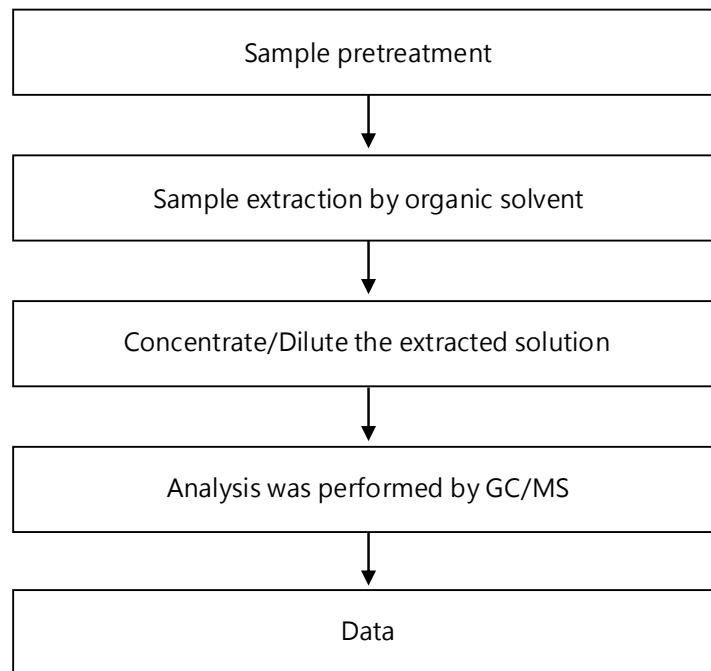 Sample pretreatment
Sample extraction by organic solvent
Concentrate/Dilute the extracted solution
Analysis was performed by GC/MS
Data